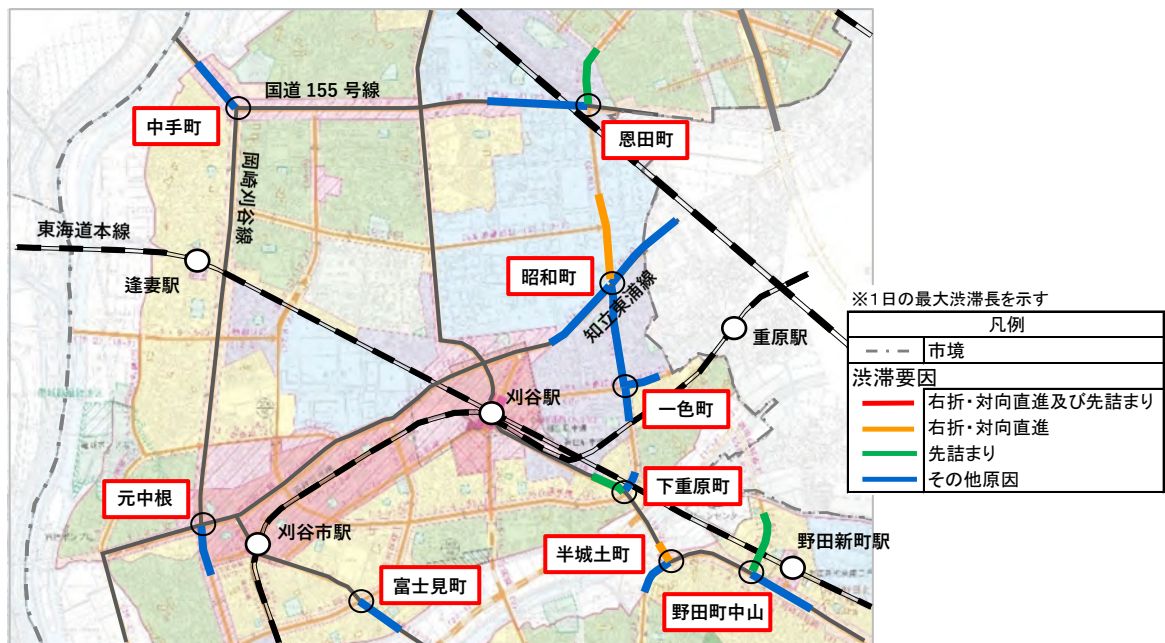 国道 155 号線
中手町
恩田町
岡崎刈谷線
東海道本線
逢妻駅
昭和町
知立東浦線
重原駅
※1日の最大渋滞長を示す
凡例
市境
渋滞要因
右折・対向直進及び先詰まり
右折・対向直進
先詰まり
その他原因
刈谷駅
一色町
下重原町
元中根
刈谷市駅
半城土町
野田新町駅
富士見町
野田町中山